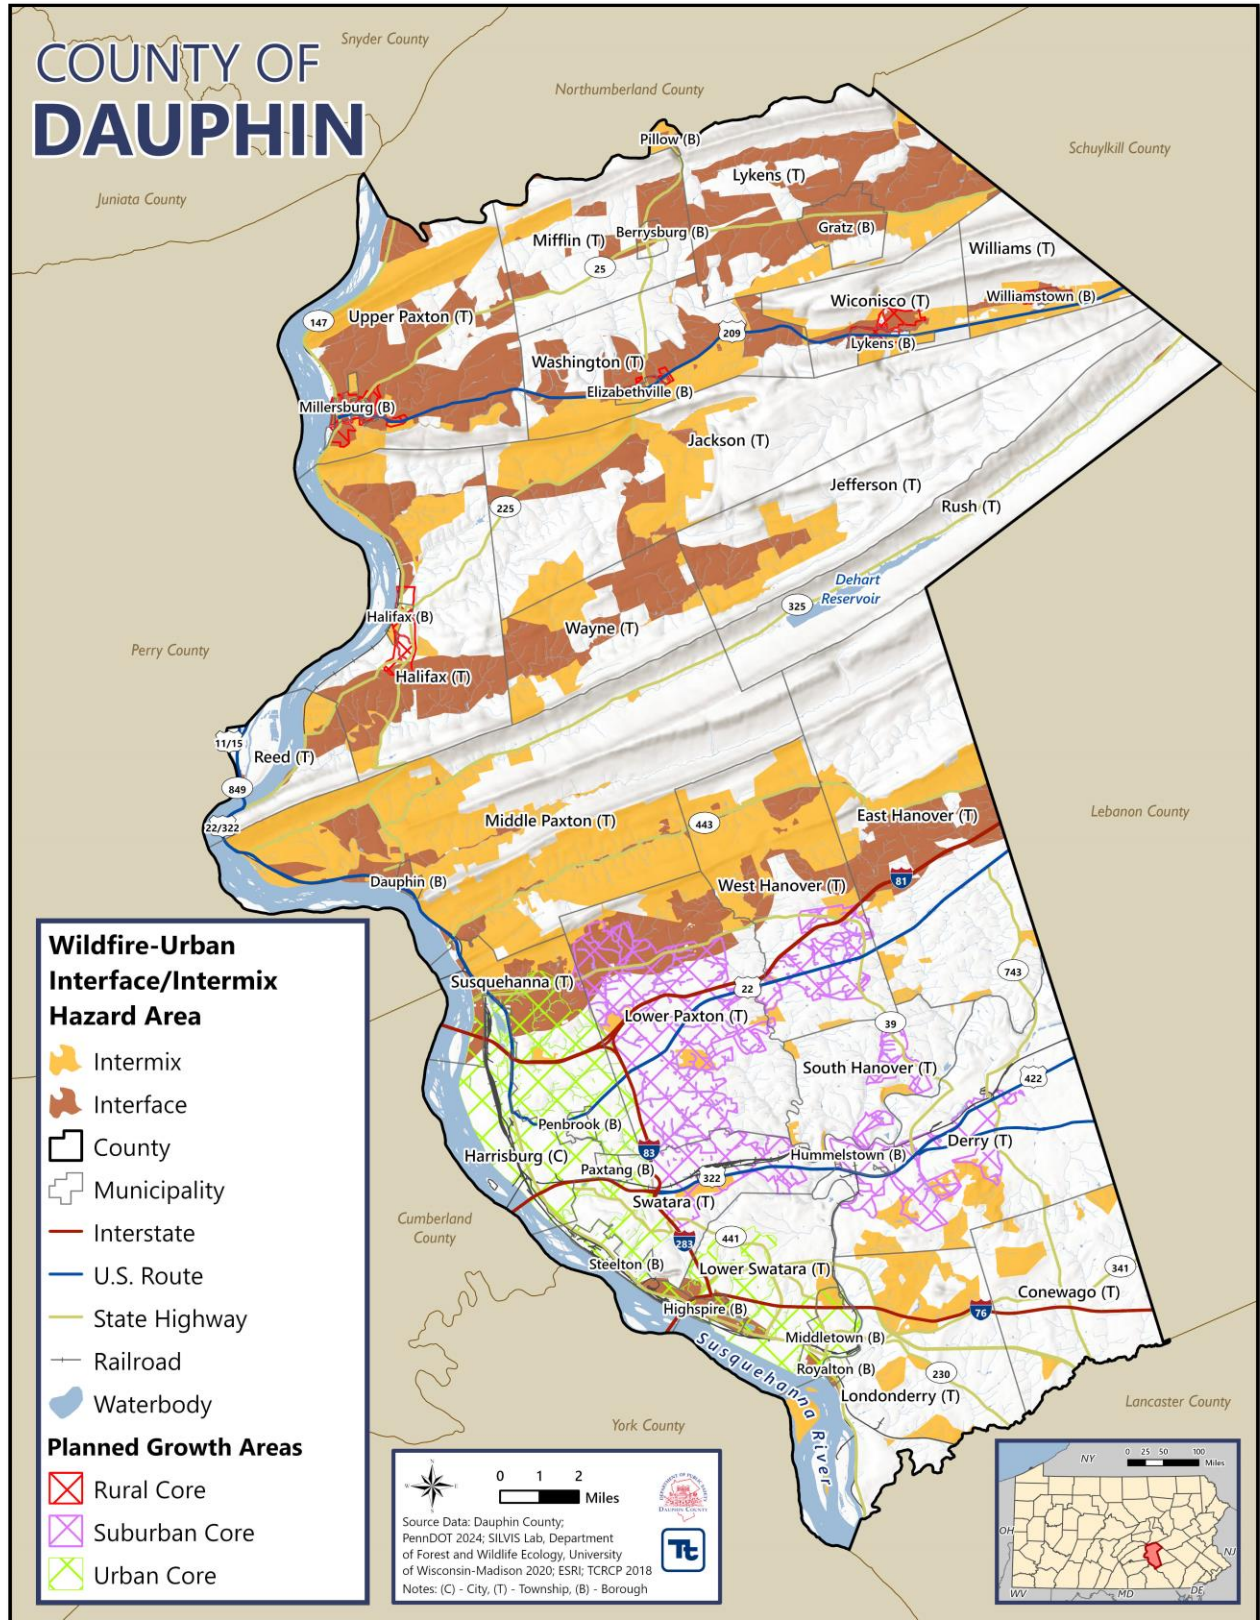 COUNTY OF
DAUPHIN
Snyder County
Northumberland County
Schuylkill County
Juniata County
Pillow (B)
Lykens (T)
Mifflin (T)
Berrysburg (B)
Gratz (B)
Williams (T)
25
147
Upper Paxton (T)
209
Wiconisco (T)
Williamstown (B)
Lykens (B)
Washington (T)
Elizabethville (B)
Millersburg (B)
Jackson (T)
Jefferson (T)
Rush (T)
225
Dehart
Reservoir
325
Halifax (B)
Wayne (T)
Perry County
Halifax (T)
11/15
Reed (T)
849
22/322
Middle Paxton (T)
443
East Hanover (T)
Lebanon County
Dauphin (B)
West Hanover (T)
81
Susquehanna (T)
22
743
Lower Paxton (T)
39
South Hanover (T)
422
Penbrook (B)
Derry (T)
Harrisburg (C)
83
Hummelstown (B)
Paxtang (B)
322
Swatara (T)
Cumberland
County
283
441
Steelton (B)
Lower Swatara (T)
341
Conewago (T)
Highspire (B)
76
Middletown (B)
Royalton (B)
230
Londonderry (T)
Susquehanna River
York County
Lancaster County
Wildfire-Urban
Interface/Intermix
Hazard Area
Intermix
Interface
County
Municipality
Interstate
U.S. Route
State Highway
Railroad
Waterbody
Planned Growth Areas
Rural Core
Suburban Core
Urban Core
0 1 2
Miles
DAUPHIN COUNTY
Tt
Source Data: Dauphin County;
PennDOT 2024; SILVIS Lab, Department
of Forest and Wildlife Ecology, University
of Wisconsin-Madison 2020; ESRI; TCRCP 2018
Notes: (C) - City, (T) - Township, (B) - Borough
0 25 50 100
Miles
NY
OH
NJ
WV
MD
DE